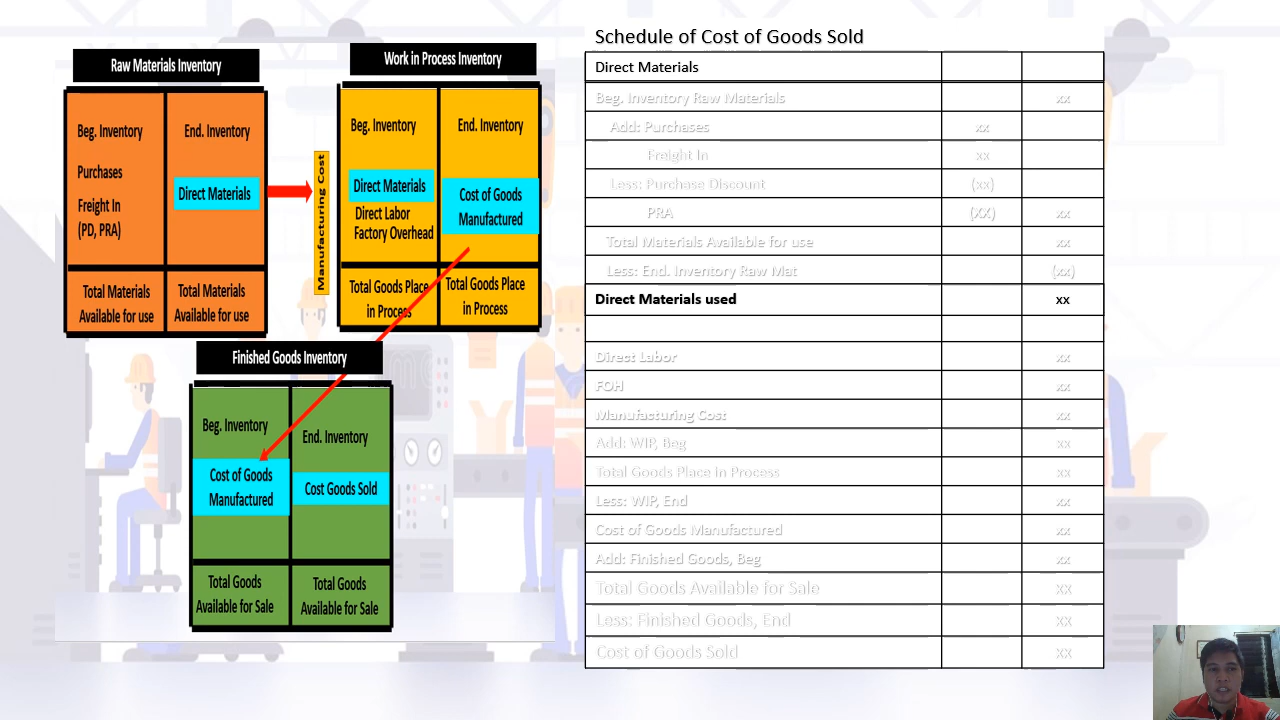 Raw Materials Inventory
Beg. Inventory
End. Inventory
Purchases
Direct Materials
Freight In
(PD, PRA)
Total Materials
Available for use
Total Materials
Available for use
Manufacturing Cost
Work in Process Inventory
Beg. Inventory
End. Inventory
Direct Materials
Cost of Goods
Manufactured
Direct Labor
Factory Overhead
Total Goods Place
in Process
Total Goods Place
in Process
Finished Goods Inventory
Beg. Inventory
End. Inventory
Cost of Goods
Manufactured
Cost Goods Sold
Total Goods
Available for Sale
Total Goods
Available for Sale
Schedule of Cost of Goods Sold
Direct Materials
Beg. Inventory Raw Materials xx
Add: Purchases xx
Freight In xx
Less: Purchase Discount (xx)
PRA (XX) xx
Total Materials Available for use xx
Less: End. Inventory Raw Mat (xx)
Direct Materials used xx
Direct Labor xx
FOH xx
Manufacturing Cost xx
Add: WIP, Beg xx
Total Goods Place in Process xx
Less: WIP, End xx
Cost of Goods Manufactured xx
Add: Finished Goods, Beg xx
Total Goods Available for Sale xx
Less: Finished Goods, End xx
Cost of Goods Sold xx